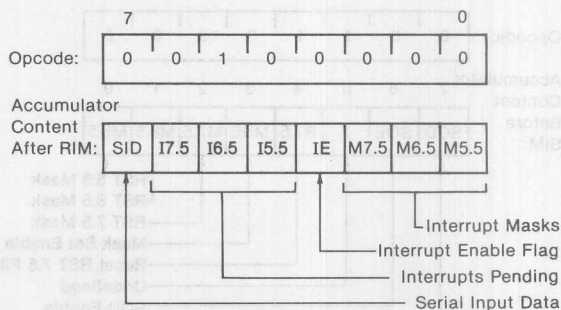 7 0
Opcode: 0 0 1 0 0 0 0 0
Accumulator
Content
After RIM: SID I7.5 I6.5 I5.5 IE M7.5 M6.5 M5.5
Interrupt Masks
Interrupt Enable Flag
Interrupts Pending
Serial Input Data